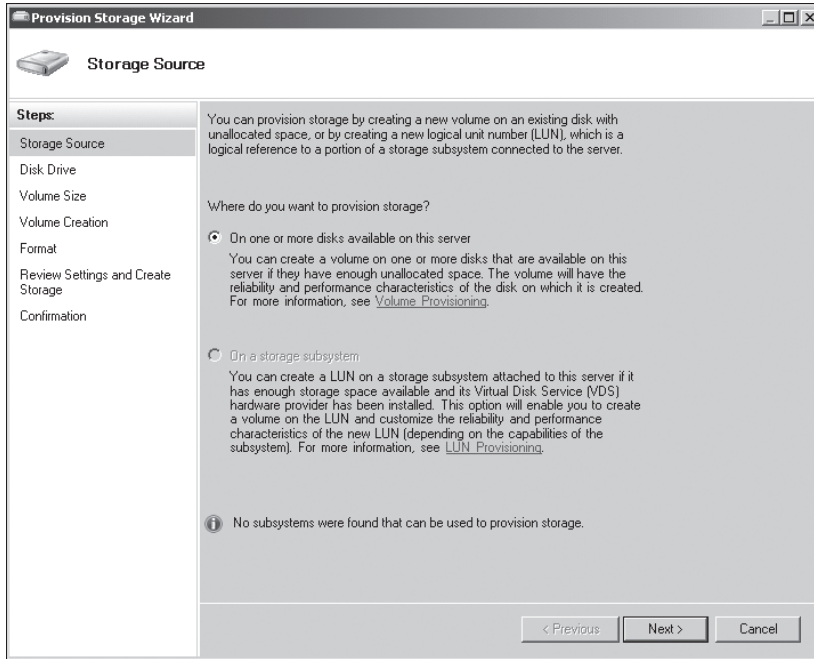 Provision Storage Wizard
Storage Source
Steps:
Storage Source
Disk Drive
Volume Size
Volume Creation
Format
Review Settings and Create
Storage
Confirmation
You can provision storage by creating a new volume on an existing disk with
unallocated space, or by creating a new logical unit number (LUN), which is a
logical reference to a portion of a storage subsystem connected to the server.
Where do you want to provision storage?
On one or more disks available on this server
You can create a volume on one or more disks that are available on this
server if they have enough unallocated space. The volume will have the
reliability and performance characteristics of the disk on which it is created.
For more information, see Volume Provisioning.
On a storage subsystem
You can create a LUN on a storage subsystem attached to this server if it
has enough storage space available and its Virtual Disk Service (VDS)
hardware provider has been installed. This option will enable you to create
a volume on the LUN and customize the reliability and performance
characteristics of the new LUN (depending on the capabilities of the
subsystem). For more information, see LUN Provisioning.
No subsystems were found that can be used to provision storage.
< Previous
Next >
Cancel